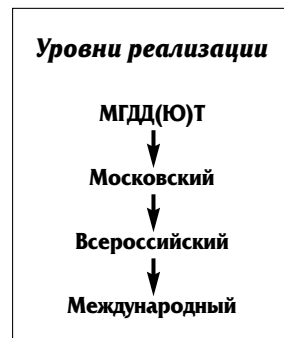 Уровни реализации
МГДД(Ю)Т
Московский
Всероссийский
Международный